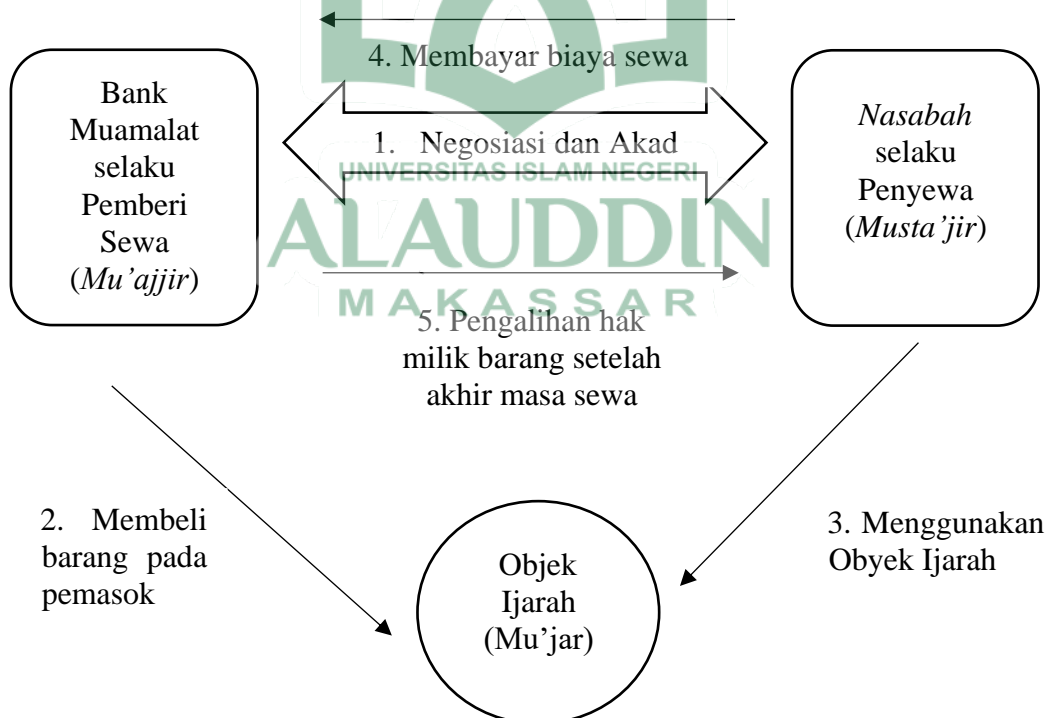 4. Membayar biaya sewa
Bank
Muamalat
selaku
Pemberi
Sewa
(Mu’ajjir)
1. Negosiasi dan Akad
Nasabah
selaku
Penyewa
(Musta’jir)
UNIVERSITAS ISLAM NEGERI
ALAUDDIN
MAKASSAR
5. Pengalihan hak
milik barang setelah
akhir masa sewa
2. Membeli
barang pada
pemasok
Objek
Ijarah
(Mu’jar)
3. Menggunakan
Obyek Ijarah